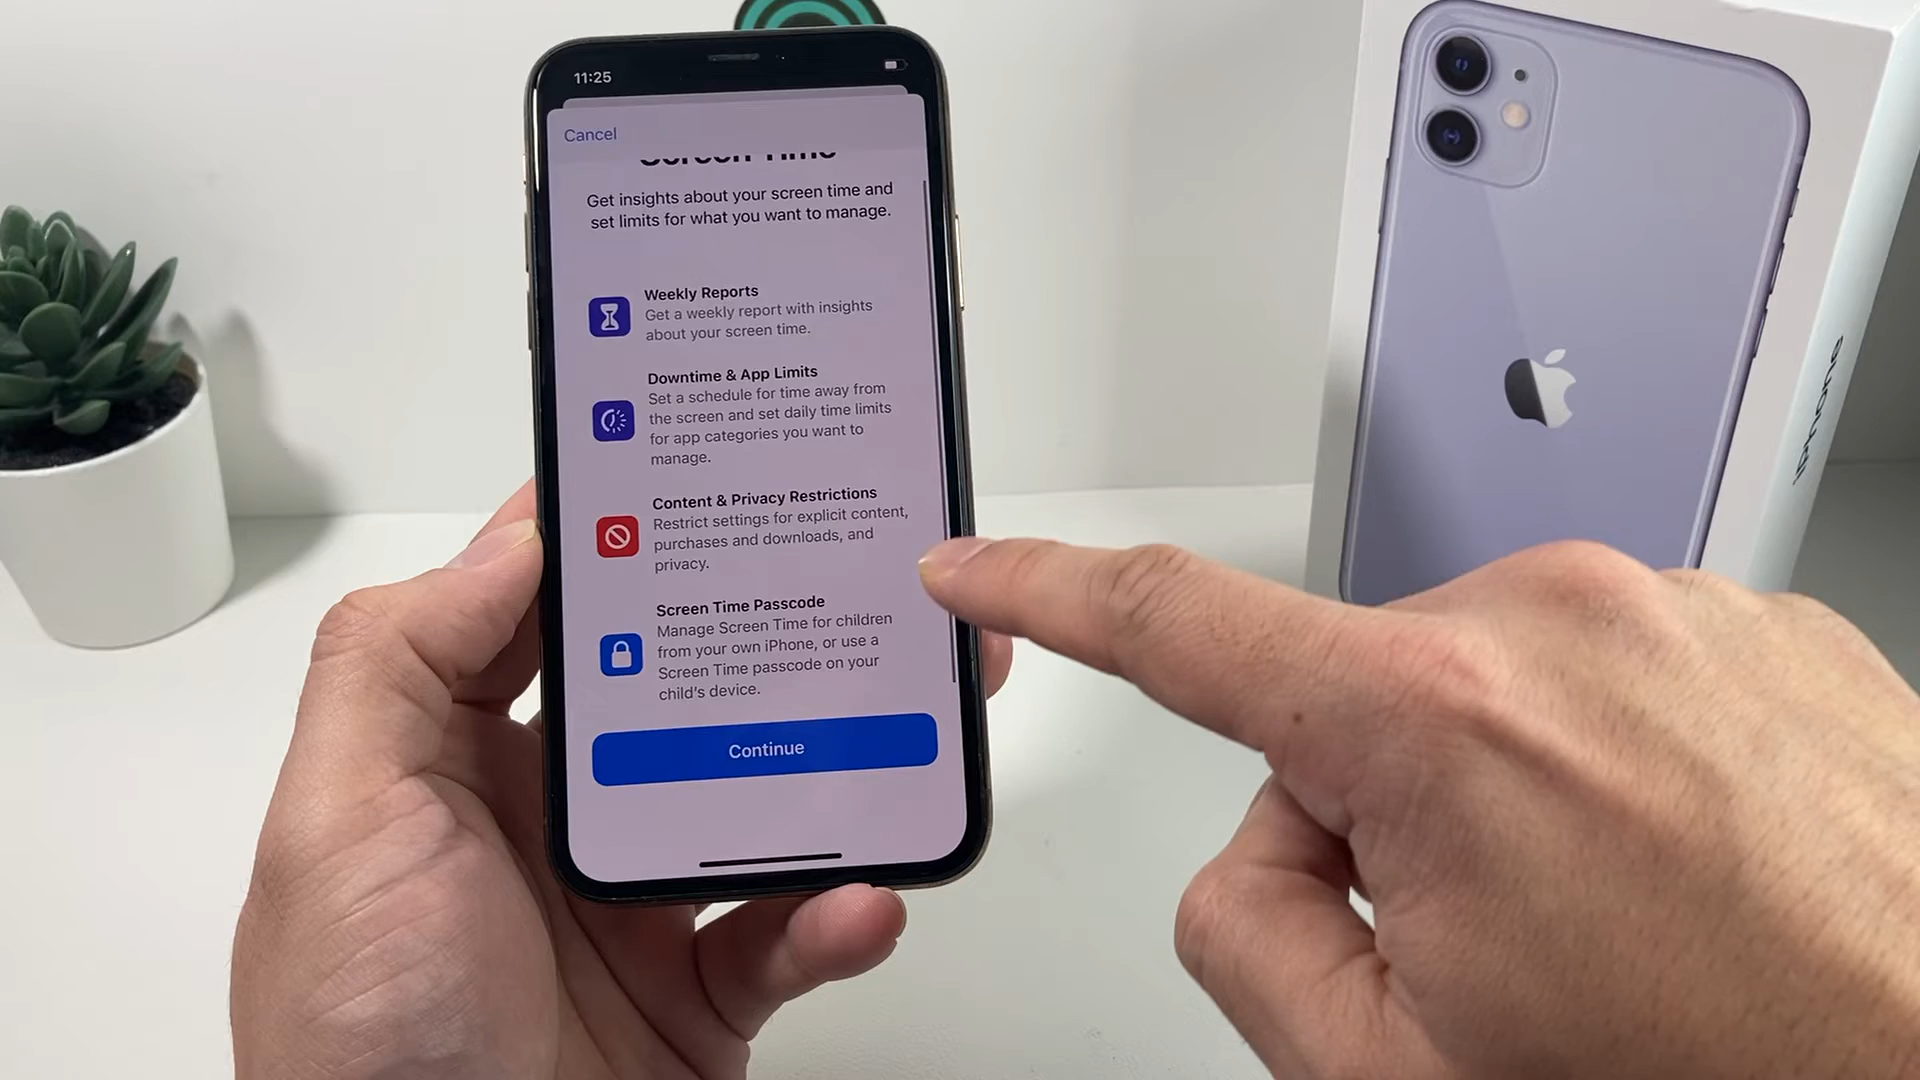 11:25
Cancel
Screen Time
Get insights about your screen time and
set limits for what you want to manage.
Weekly Reports
Get a weekly report with insights
about your screen time.
Downtime & App Limits
Set a schedule for time away from
the screen and set daily time limits
for app categories you want to
manage.
Content & Privacy Restrictions
Restrict settings for explicit content,
purchases and downloads, and
privacy.
Screen Time Passcode
Manage Screen Time for children
from your own iPhone, or use a
Screen Time passcode on your
child's device.
Continue
iPhone